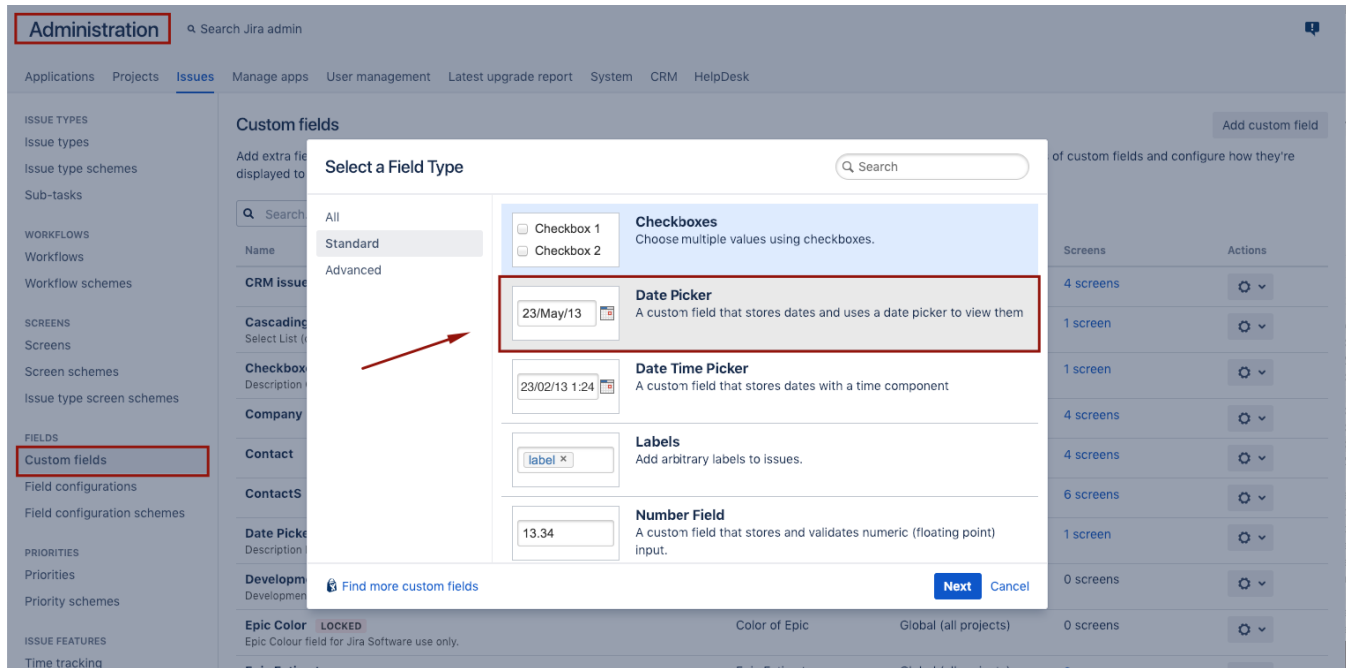 Administration
Search Jira admin
Applications Projects Issues Manage apps User management Latest upgrade report System CRM HelpDesk
ISSUE TYPES
Issue types
Issue type schemes
Sub-tasks
WORKFLOWS
Workflows
Workflow schemes
SCREENS
Screens
Screen schemes
Issue type screen schemes
FIELDS
Custom fields
Field configurations
Field configuration schemes
PRIORITIES
Priorities
Priority schemes
ISSUE FEATURES
Time tracking
Custom fields
Add custom field
Add extra fie
of custom fields and configure how they're
displayed to
Search
Name Screens Actions
CRM issue 4 screens
Cascading 1 screen
Select List (
Checkbox 1 screen
Description
Company 4 screens
Contact 4 screens
ContactS 6 screens
Date Picke 1 screen
Description
Developm 0 screens
Developmen
Epic Color LOCKED Color of Epic Global (all projects) 0 screens
Epic Colour field for Jira Software use only.
Select a Field Type
Search
All
Standard
Advanced
Checkbox 1
Checkbox 2
Checkboxes
Choose multiple values using checkboxes.
23/May/13
Date Picker
A custom field that stores dates and uses a date picker to view them
23/02/13 1:24
Date Time Picker
A custom field that stores dates with a time component
label ×
Labels
Add arbitrary labels to issues.
13.34
Number Field
A custom field that stores and validates numeric (floating point)
input.
Find more custom fields
Next Cancel